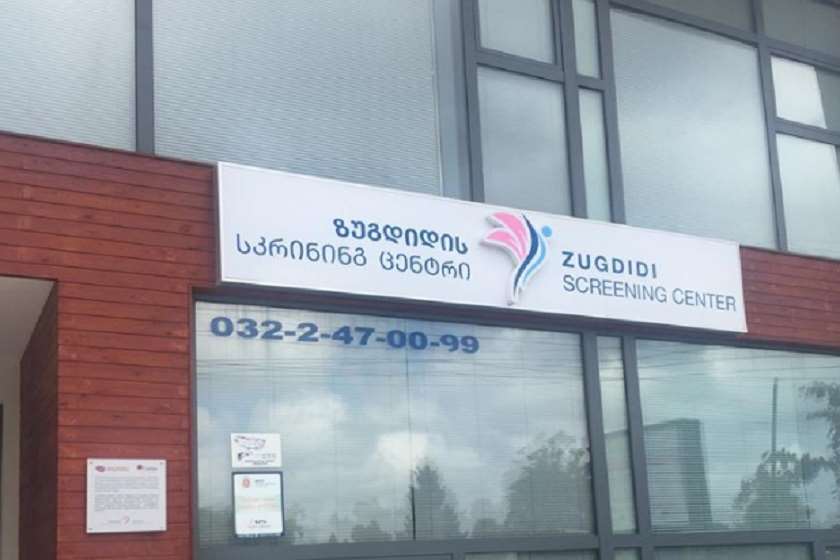 ზუგდიდის
სკრინინგ ცენტრი
ZUGDIDI
SCREENING CENTER
032-2-47-00-99